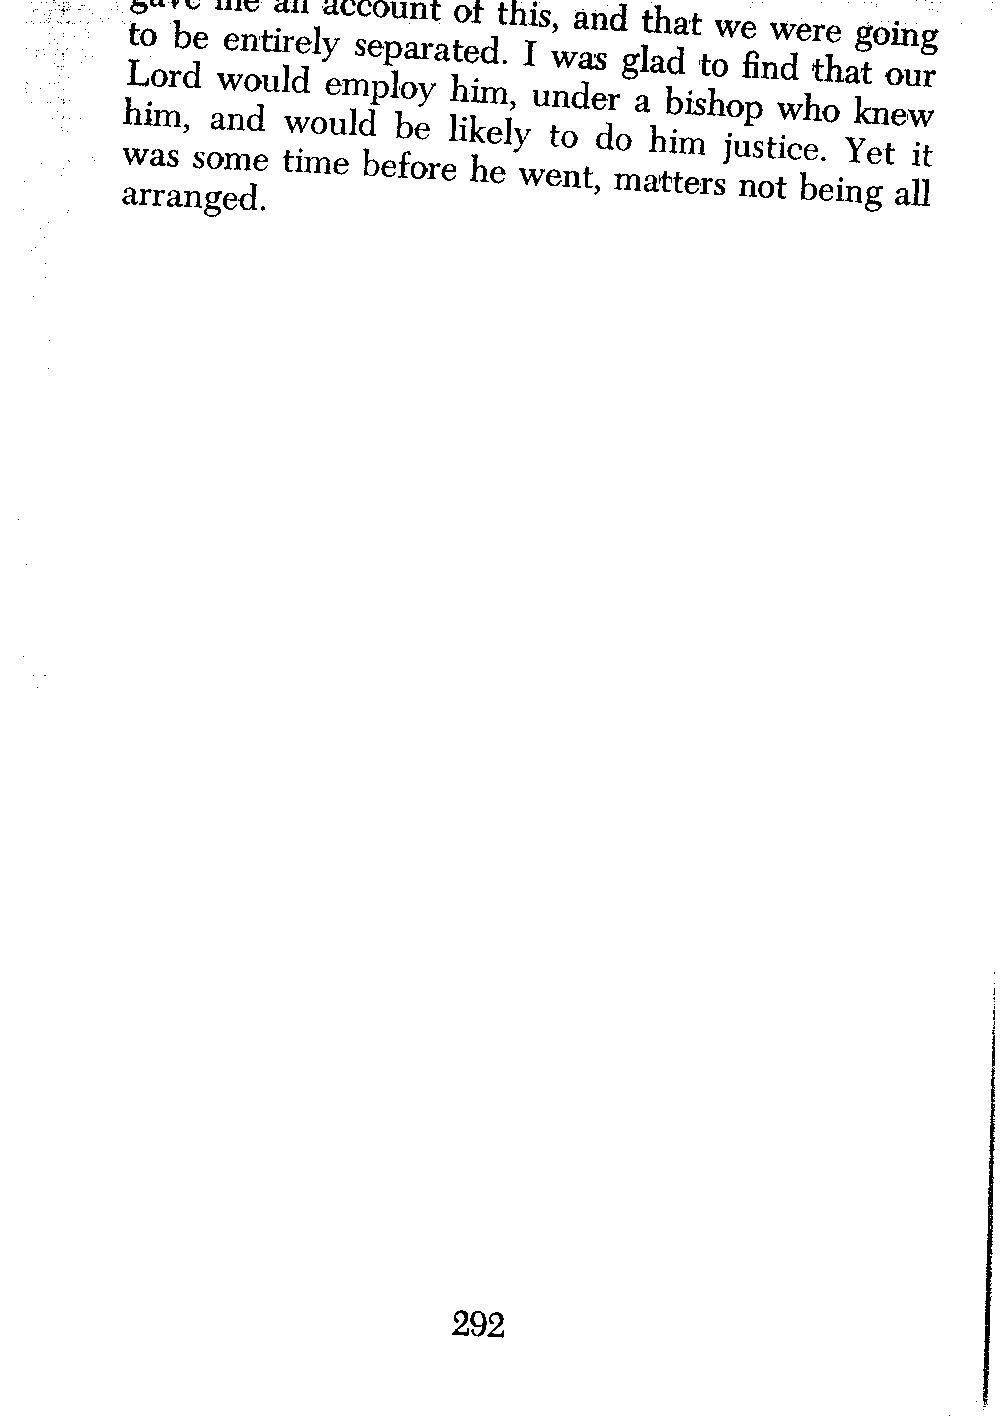 gave me an account of this, and that we were going
to be entirely separated. I was glad to find that our
Lord would employ him, under a bishop who knew
him, and would be likely to do him justice. Yet it
was some time before he went, matters not being all
arranged.
292